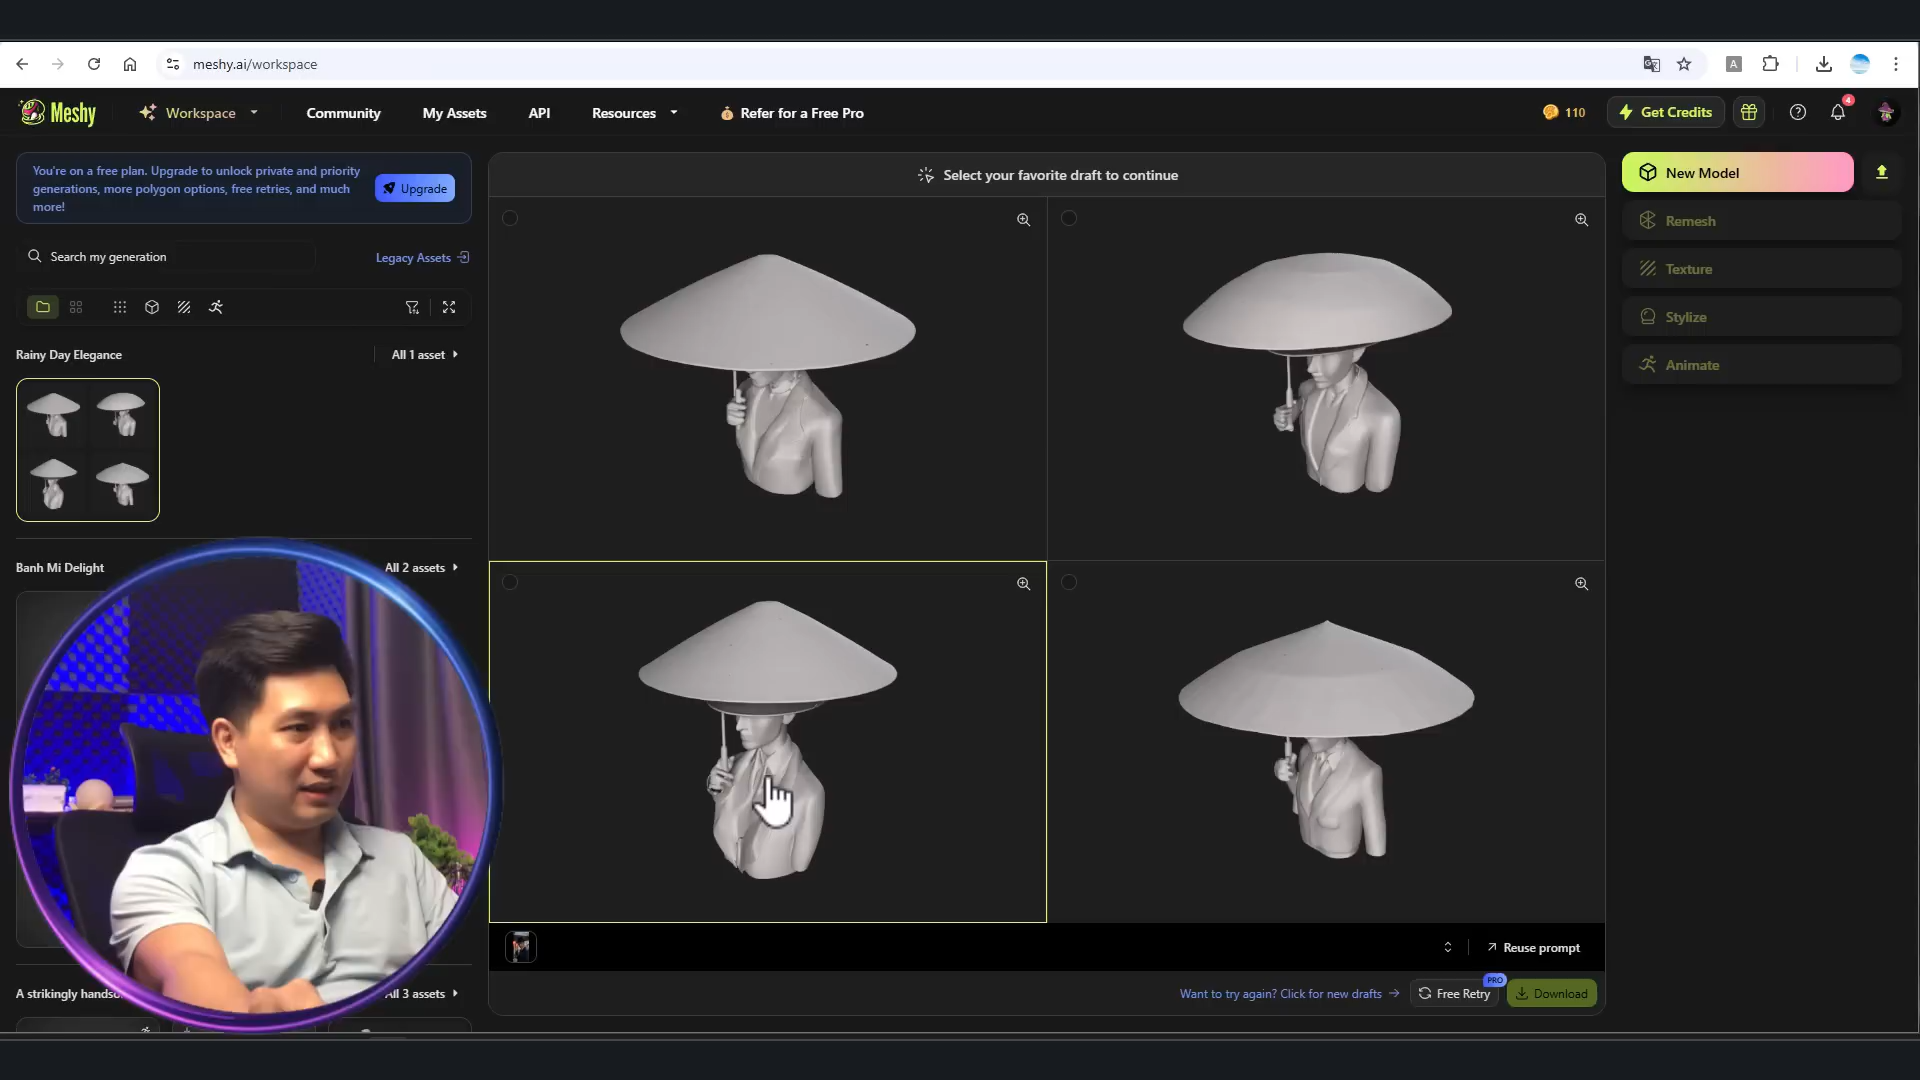 meshy.ai/workspace
A
Meshy
Workspace
Community
My Assets
API
Resources
Refer for a Free Pro
110
Get Credits
4
You're on a free plan. Upgrade to unlock private and priority
generations, more polygon options, free retries, and much
more!
Upgrade
Select your favorite draft to continue
New Model
Search my generation
Legacy Assets
Remesh
Texture
Stylize
Animate
Rainy Day Elegance
All 1 asset
Banh Mi Delight
All 2 assets
A strikingly
All 3 assets
Reuse prompt
Want to try again? Click for new drafts
Free Retry
PRO
Download